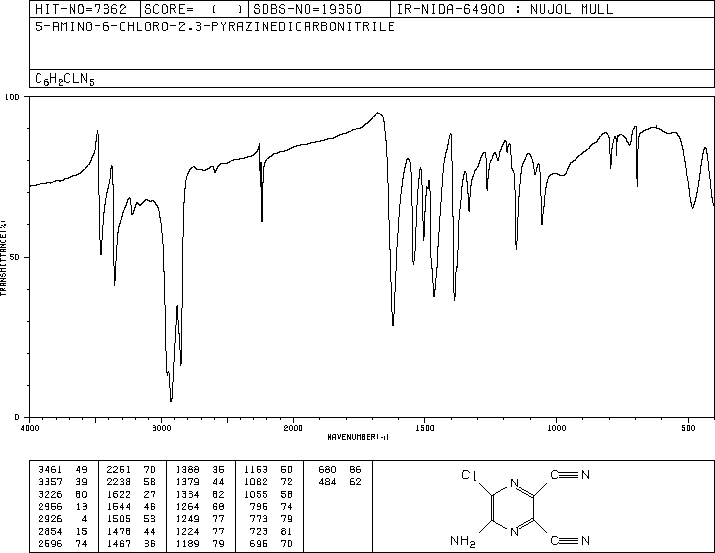 HIT-NO=7362 SCORE= ( ) SDBS-NO=19350 IR-NIDA-64900 : NUJOL MULL
5-AMINO-6-CHLORO-2,3-PYRAZINEDICARBONITRILE
C6H2CLN5
100
50
0
TRANSMITTANCE(%)
4000 3000 2000 1500 1000 500
WAVENUMBER(-1)
3461 49 2251 70 1388 35 1153 50 680 86
3357 39 2238 58 1379 44 1082 72 484 62
3226 60 1622 27 1334 62 1055 58
2956 13 1544 46 1264 68 796 74
2926 4 1505 53 1249 77 773 79
2854 15 1478 44 1224 77 723 81
2596 74 1467 36 1189 79 696 70
Cl N C≡N
NH2 N C≡N